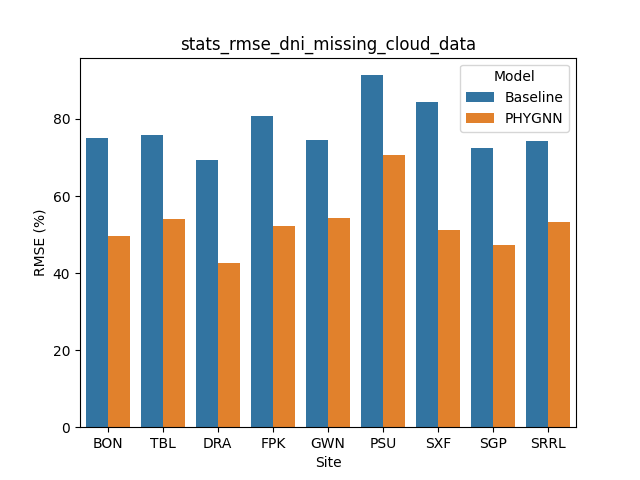 stats_rmse_dni_missing_cloud_data
Model
Baseline
PHYGNN
RMSE (%)
80
60
40
20
0
BON TBL DRA FPK GWN PSU SXF SGP SRRL
Site